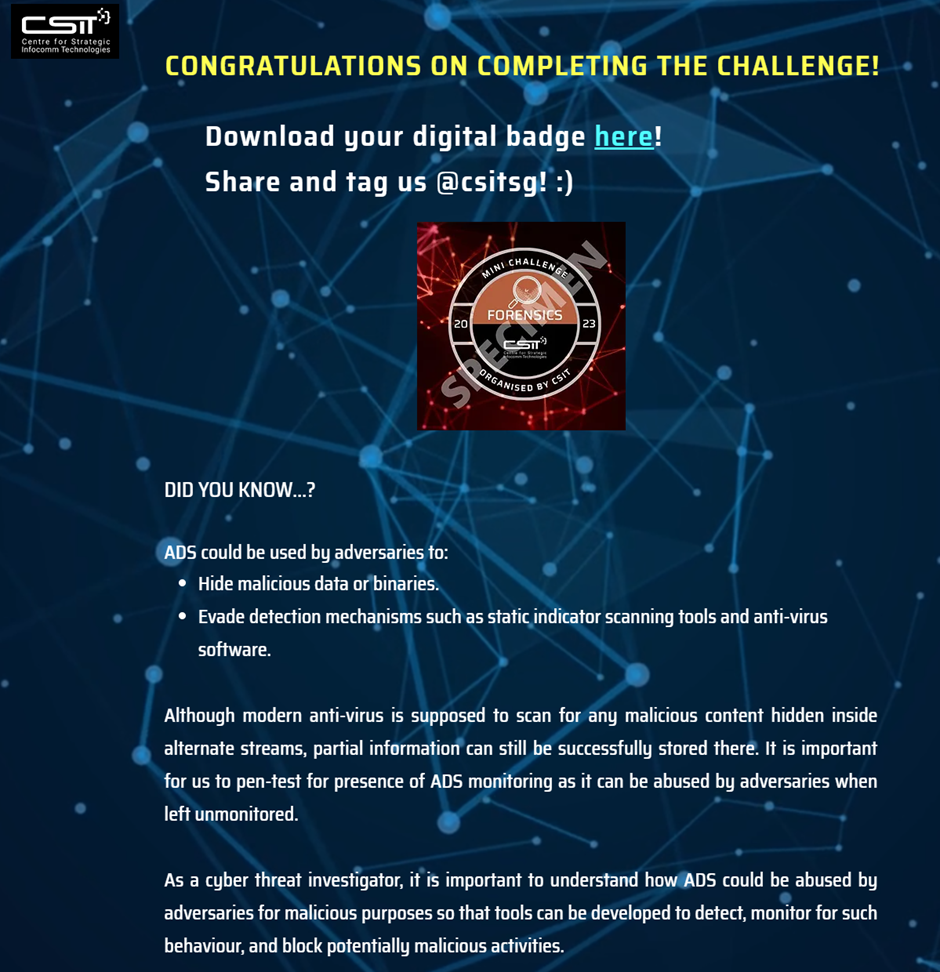 CSIT
Centre for Strategic
Infocomm Technologies
CONGRATULATIONS ON COMPLETING THE CHALLENGE!
Download your digital badge here!
Share and tag us @csitsg! :)
MINI CHALLENGE
FORENSICS
20 23
CSIT
Centre for Strategic
Infocomm Technologies
ORGANISED BY CSIT
SPECIMEN
DID YOU KNOW...?
ADS could be used by adversaries to:
• Hide malicious data or binaries.
• Evade detection mechanisms such as static indicator scanning tools and anti-virus
software.
Although modern anti-virus is supposed to scan for any malicious content hidden inside
alternate streams, partial information can still be successfully stored there. It is important
for us to pen-test for presence of ADS monitoring as it can be abused by adversaries when
left unmonitored.
As a cyber threat investigator, it is important to understand how ADS could be abused by
adversaries for malicious purposes so that tools can be developed to detect, monitor for such
behaviour, and block potentially malicious activities.